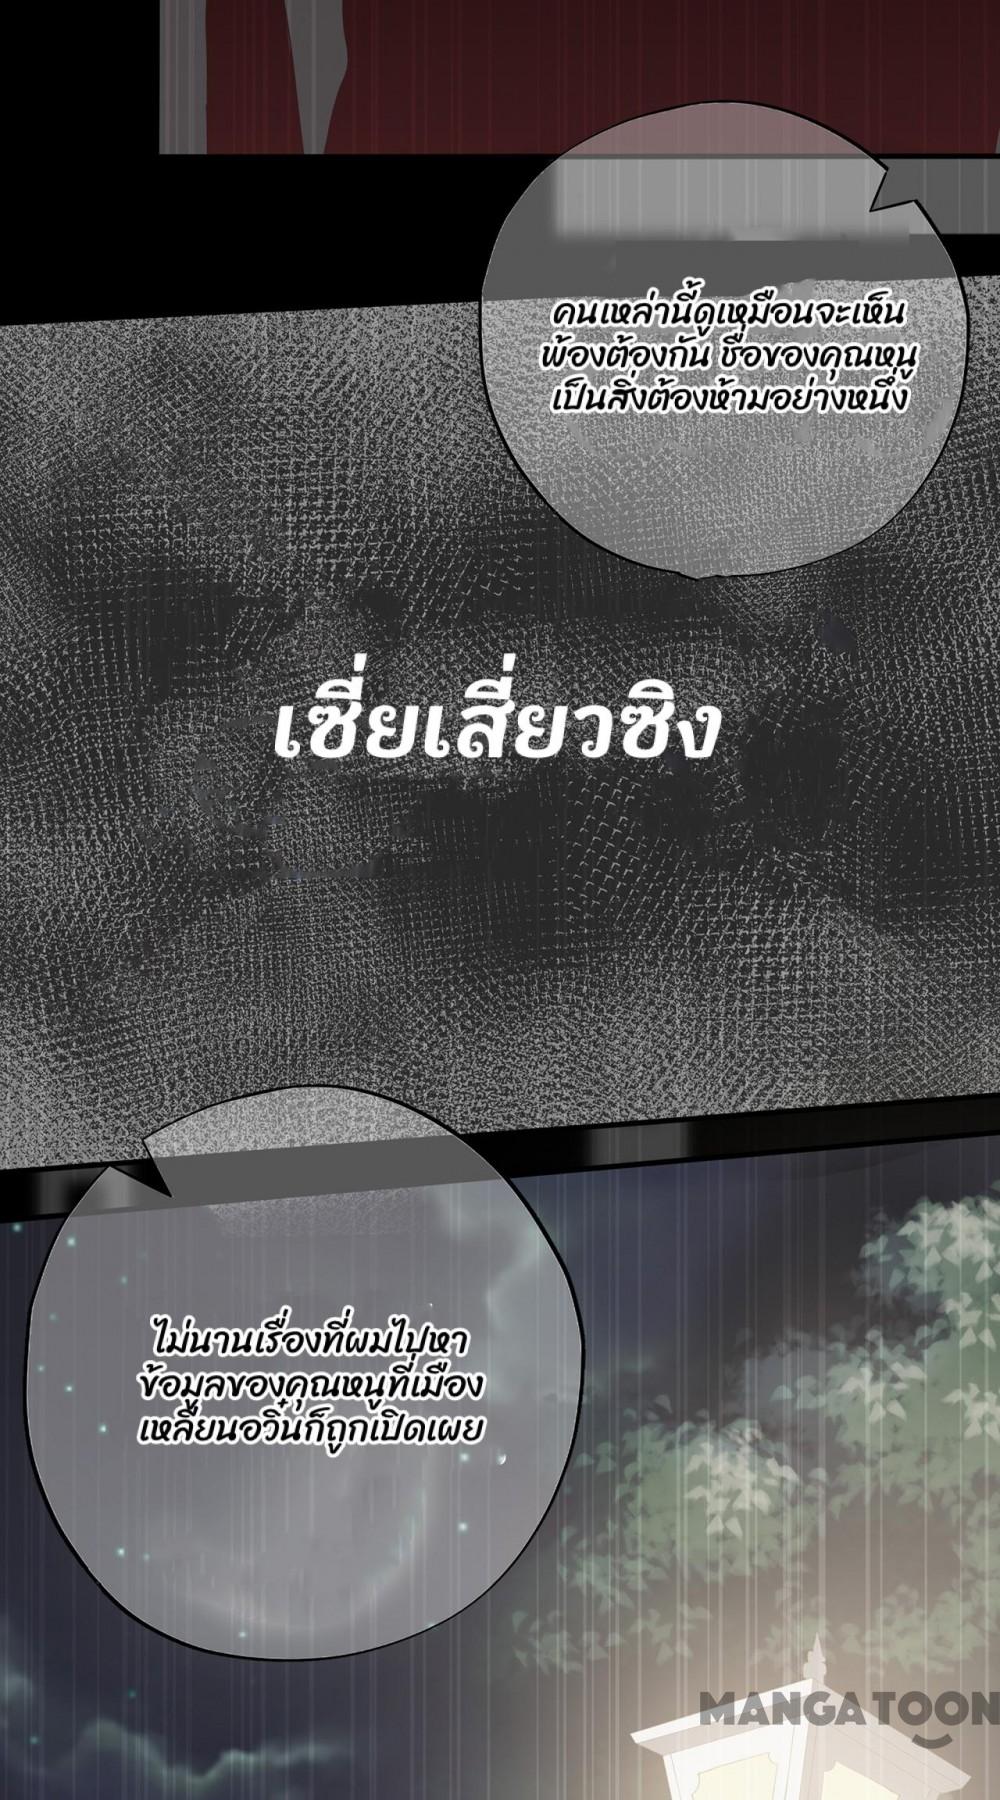 คนเหล่านี้ดูเหมือนจะเห็น
พ้องต้องกัน ชื่อของคุณหนู
เป็นสิ่งต้องห้ามอย่างหนึ่ง
เซี่ยเสี่ยวซิง
ไม่นานเรื่องที่ผมไปหา
ข้อมูลของคุณหนูที่เมือง
เหลียนอวิ๋นก็ถูกเปิดเผย
MANGATOON